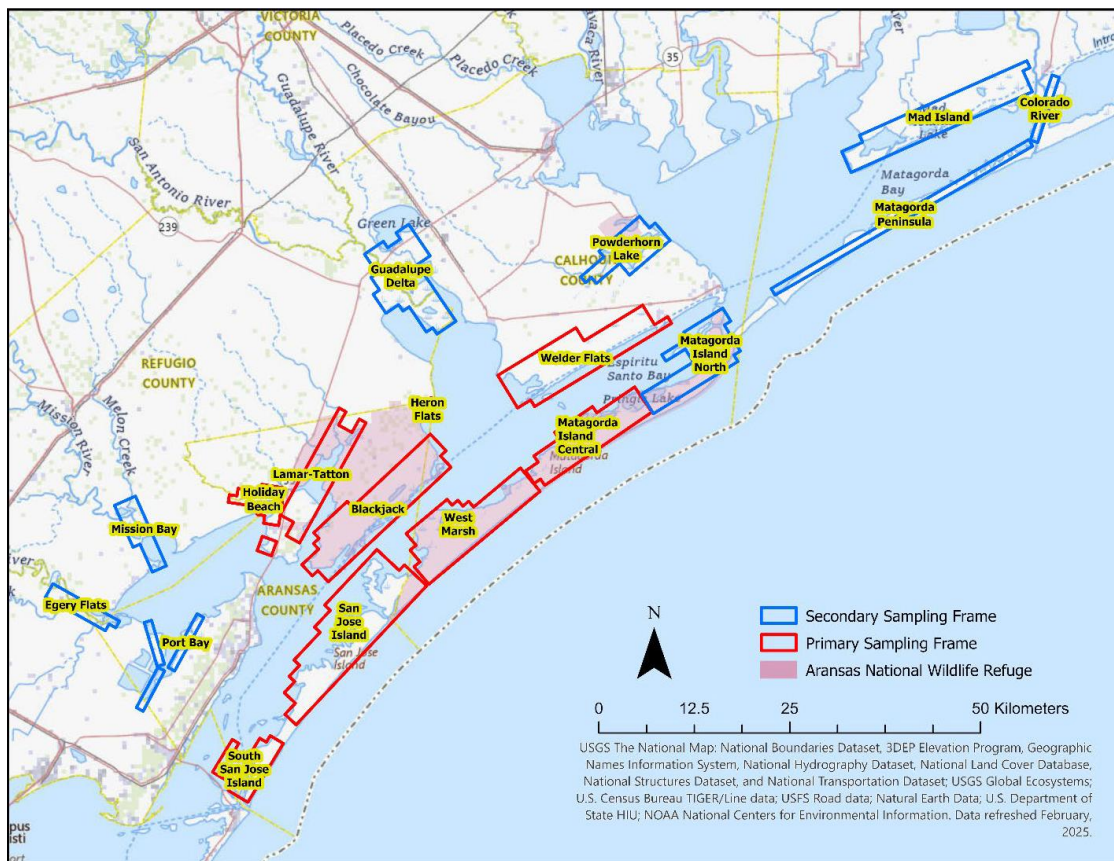 VICTORIA
COUNTY
Placedo Creek
Placedo Creek
Chocolate Bayou
Guadalupe River
San Antonio River
35
239
Mad Island
Lake
Colorado
River
Matagorda
Bay
Matagorda
Peninsula
Green Lake
Guadalupe
Delta
Powderhorn
Lake
COUNTY
Welder Flats
Espiritu
Santo Bay
Matagorda
Island
North
Pringle Lake
REFUGIO
COUNTY
Mission River
Melon Creek
Heron
Flats
Matagorda
Island
Central
Island
Lamar-Tatton
Holiday
Beach
Blackjack
West
Marsh
Mission Bay
River
Egery Flats
ARANSAS
COUNTY
Port Bay
San
Jose
Island
San Jose
Island
South
San Jose
Island
N
Secondary Sampling Frame
Primary Sampling Frame
Aransas National Wildlife Refuge
0 12.5 25 50 Kilometers
USGS The National Map: National Boundaries Dataset, 3DEP Elevation Program, Geographic
Names Information System, National Hydrography Dataset, National Land Cover Database,
National Structures Dataset, and National Transportation Dataset; USGS Global Ecosystems;
U.S. Census Bureau TIGER/Line data; USFS Road data; Natural Earth Data; U.S. Department of
State HIU; NOAA National Centers for Environmental Information. Data refreshed February,
2025.